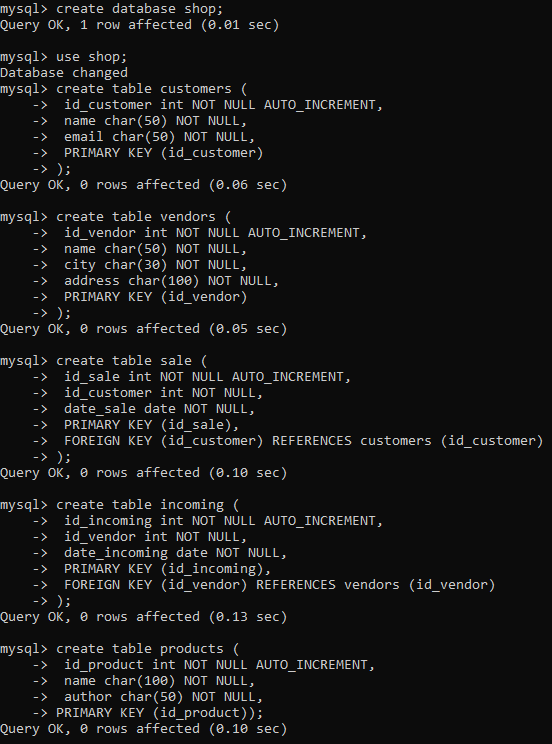 mysql> create database shop;
Query OK, 1 row affected (0.01 sec)
mysql> use shop;
Database changed
mysql> create table customers (
    ->  id_customer int NOT NULL AUTO_INCREMENT,
    ->  name char(50) NOT NULL,
    ->  email char(50) NOT NULL,
    ->  PRIMARY KEY (id_customer)
    -> );
Query OK, 0 rows affected (0.06 sec)
mysql> create table vendors (
    ->  id_vendor int NOT NULL AUTO_INCREMENT,
    ->  name char(50) NOT NULL,
    ->  city char(30) NOT NULL,
    ->  address char(100) NOT NULL,
    ->  PRIMARY KEY (id_vendor)
    -> );
Query OK, 0 rows affected (0.05 sec)
mysql> create table sale (
    ->  id_sale int NOT NULL AUTO_INCREMENT,
    ->  id_customer int NOT NULL,
    ->  date_sale date NOT NULL,
    ->  PRIMARY KEY (id_sale),
    ->  FOREIGN KEY (id_customer) REFERENCES customers (id_customer)
    -> );
Query OK, 0 rows affected (0.10 sec)
mysql> create table incoming (
    ->  id_incoming int NOT NULL AUTO_INCREMENT,
    ->  id_vendor int NOT NULL,
    ->  date_incoming date NOT NULL,
    ->  PRIMARY KEY (id_incoming),
    ->  FOREIGN KEY (id_vendor) REFERENCES vendors (id_vendor)
    -> );
Query OK, 0 rows affected (0.13 sec)
mysql> create table products (
    ->  id_product int NOT NULL AUTO_INCREMENT,
    ->  name char(100) NOT NULL,
    ->  author char(50) NOT NULL,
    -> PRIMARY KEY (id_product));
Query OK, 0 rows affected (0.10 sec)